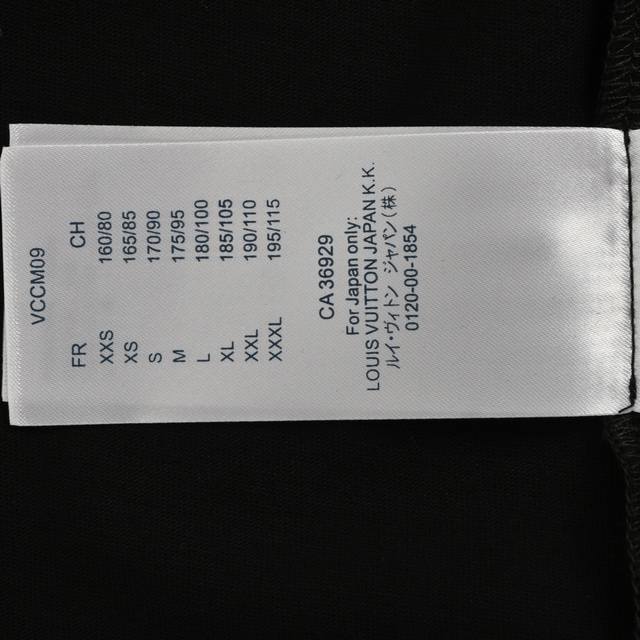 VCCM09
FR CH
XXS 160/80
XS 165/85
S 170/90
M 175/95
L 180/100
XL 185/105
XXL 190/110
XXXL 195/115
CA 36929
For Japan only:
LOUIS VUITTON JAPAN K.K.
ルイ・ヴィトン ジャパン(株)
0120-00-1854